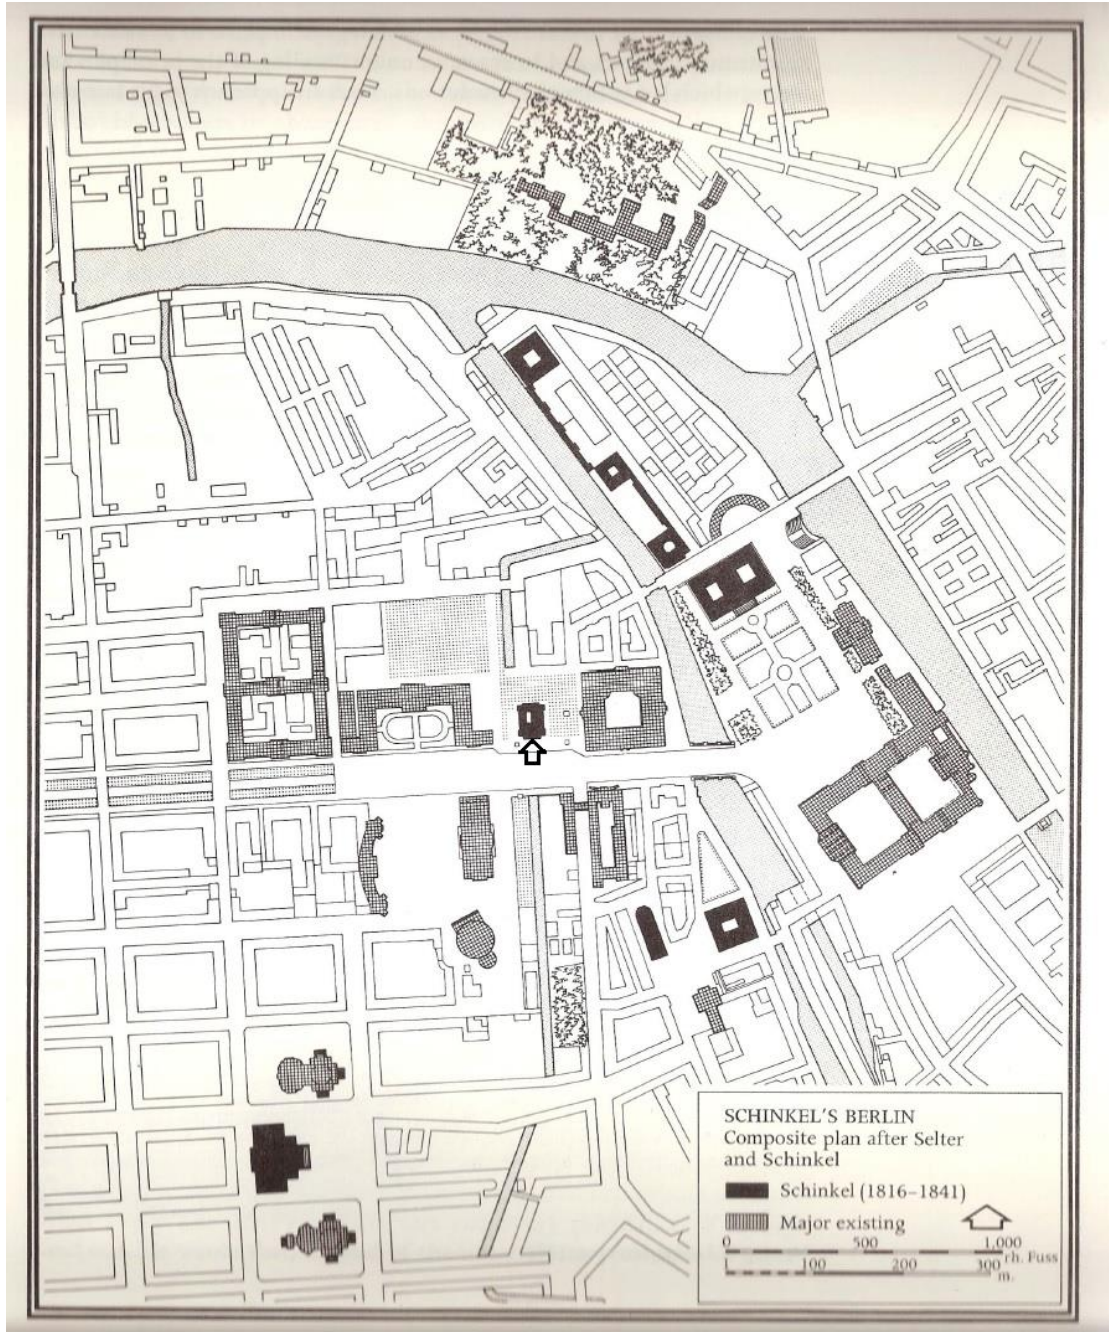 SCHINKEL'S BERLIN
Composite plan after Selter
and Schinkel
Schinkel (1816–1841)
Major existing
0 500 1,000
rh. Fuss
100 200 300
m.